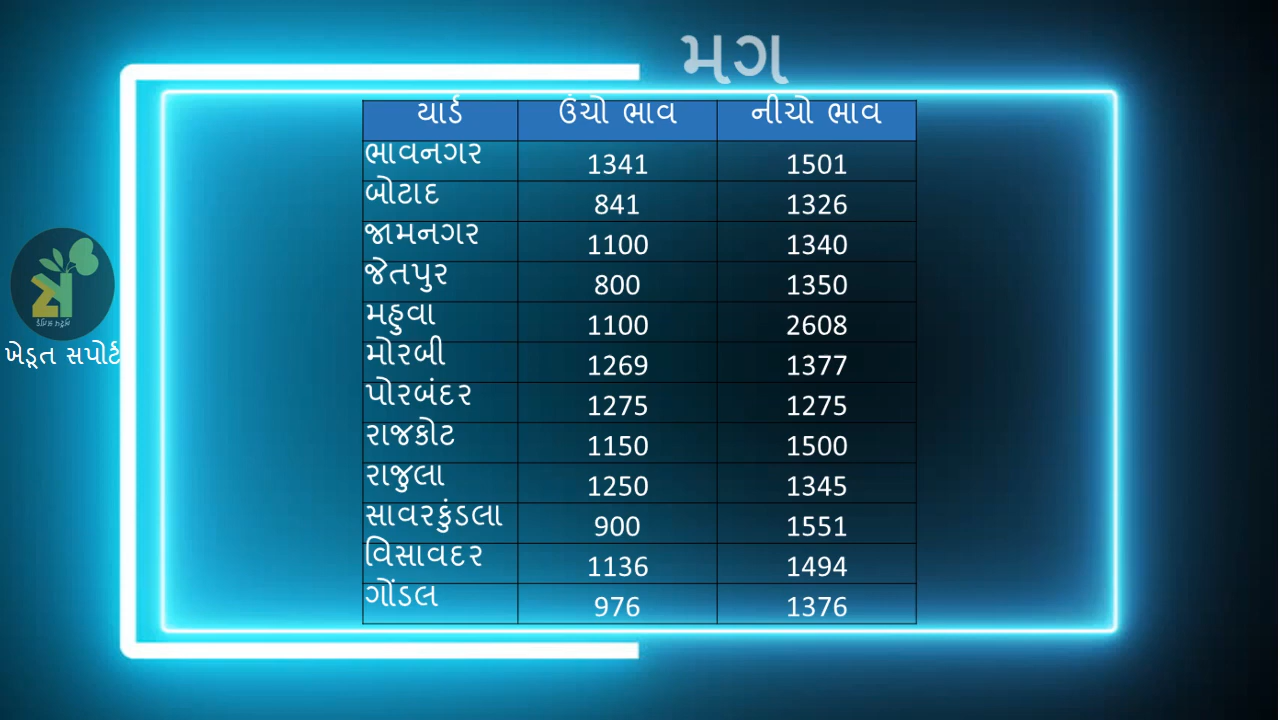 મગ
યાર્ડ ઉંચો ભાવ નીચો ભાવ
ભાવનગર 1341 1501
બોટાદ 841 1326
જામનગર 1100 1340
જેતપુર 800 1350
મહુવા 1100 2608
મોરબી 1269 1377
પોરબંદર 1275 1275
રાજકોટ 1150 1500
રાજુલા 1250 1345
સાવરકુંડલા 900 1551
વિસાવદર 1136 1494
ગોંડલ 976 1376
ખેડૂત સપોર્ટ